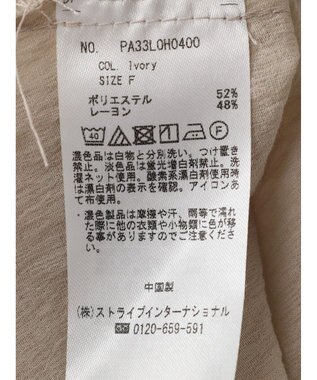 NO. PA33L0H0400
COL. Ivory
SIZE F
ポリエステル 52%
レーヨン 48%
40 F
濃色品は白物と分別洗い。つけ置き
禁止。淡色品は蛍光増白剤禁止。洗
濯ネット使用。酸素系漂白剤使用時
は漂白剤の表示を確認。アイロンあ
て布使用。
・濃色製品は摩擦や汗、雨等で濡れ
た際に他の衣類や小物類に色が移
る事がありますのでご注意くださ
い。
中国製
(株)ストライプインターナショナル
0120-659-591